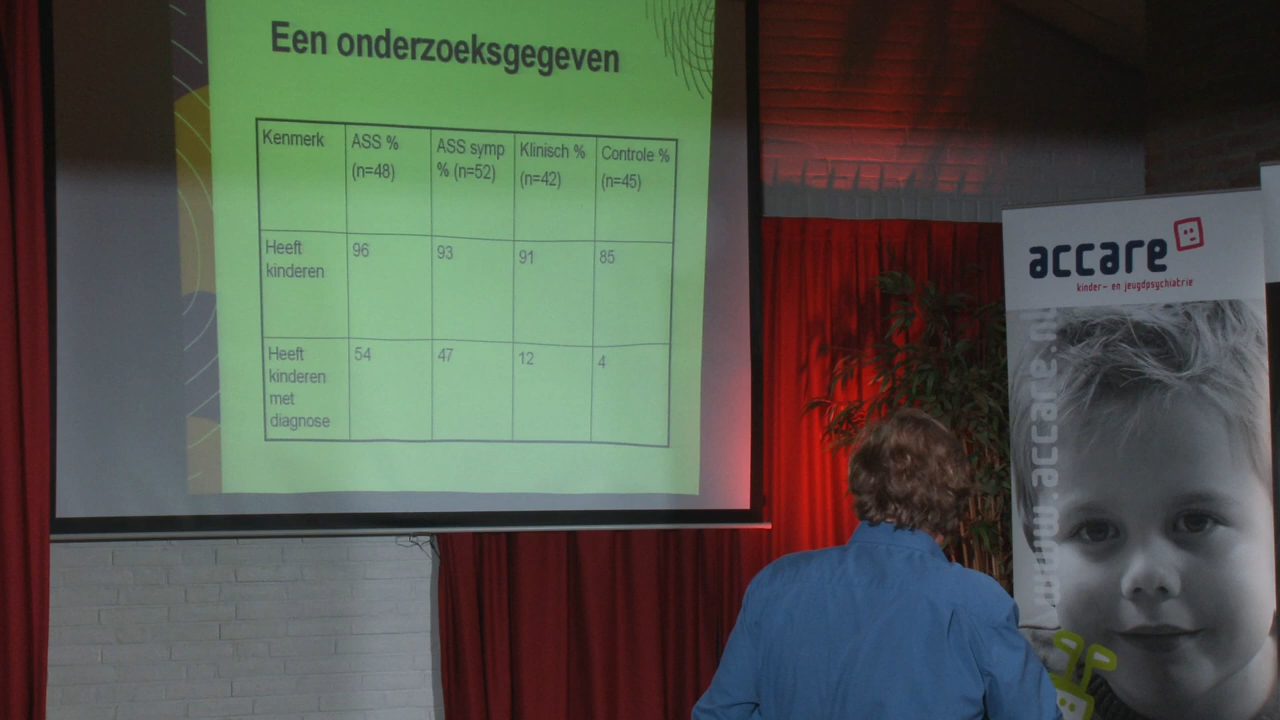 Een onderzoeksgegeven
Kenmerk
ASS %
(n=48)
ASS symp
% (n=52)
Klinisch %
(n=42)
Controle %
(n=45)
Heeft
kinderen
96
93
91
85
Heeft
kinderen
met
diagnose
54
47
12
4
accare
kinder- en jeugdpsychiatrie
www.accare.nl